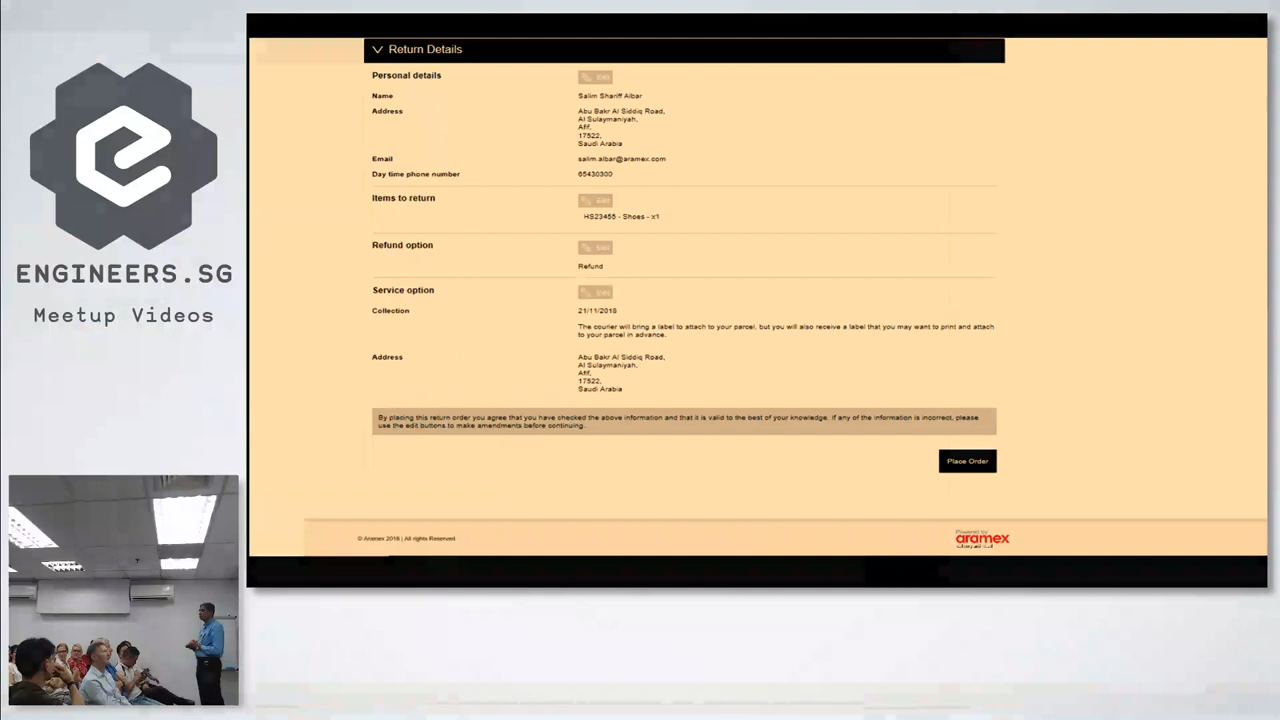 ENGINEERS.SG
Meetup Videos
Return Details
Personal details
Edit
Name
Salim Shariff Albar
Address
Abu Bakr Al Siddiq Road,
Al Sulaymaniyah,
Afif,
17522,
Saudi Arabia
Email
salim.albar@aramex.com
Day time phone number
65430300
Items to return
Edit
HS23455 - Shoes - x1
Refund option
Edit
Refund
Service option
Edit
Collection
21/11/2018
The courier will bring a label to attach to your parcel, but you will also receive a label that you may want to print and attach
to your parcel in advance.
Address
Abu Bakr Al Siddiq Road,
Al Sulaymaniyah,
Afif,
17522,
Saudi Arabia
By placing this return order you agree that you have checked the above information and that it is valid to the best of your knowledge. If any of the information is incorrect, please
use the edit buttons to make amendments before continuing.
Place Order
© Aramex 2018 | All rights Reserved
Powered by
aramex